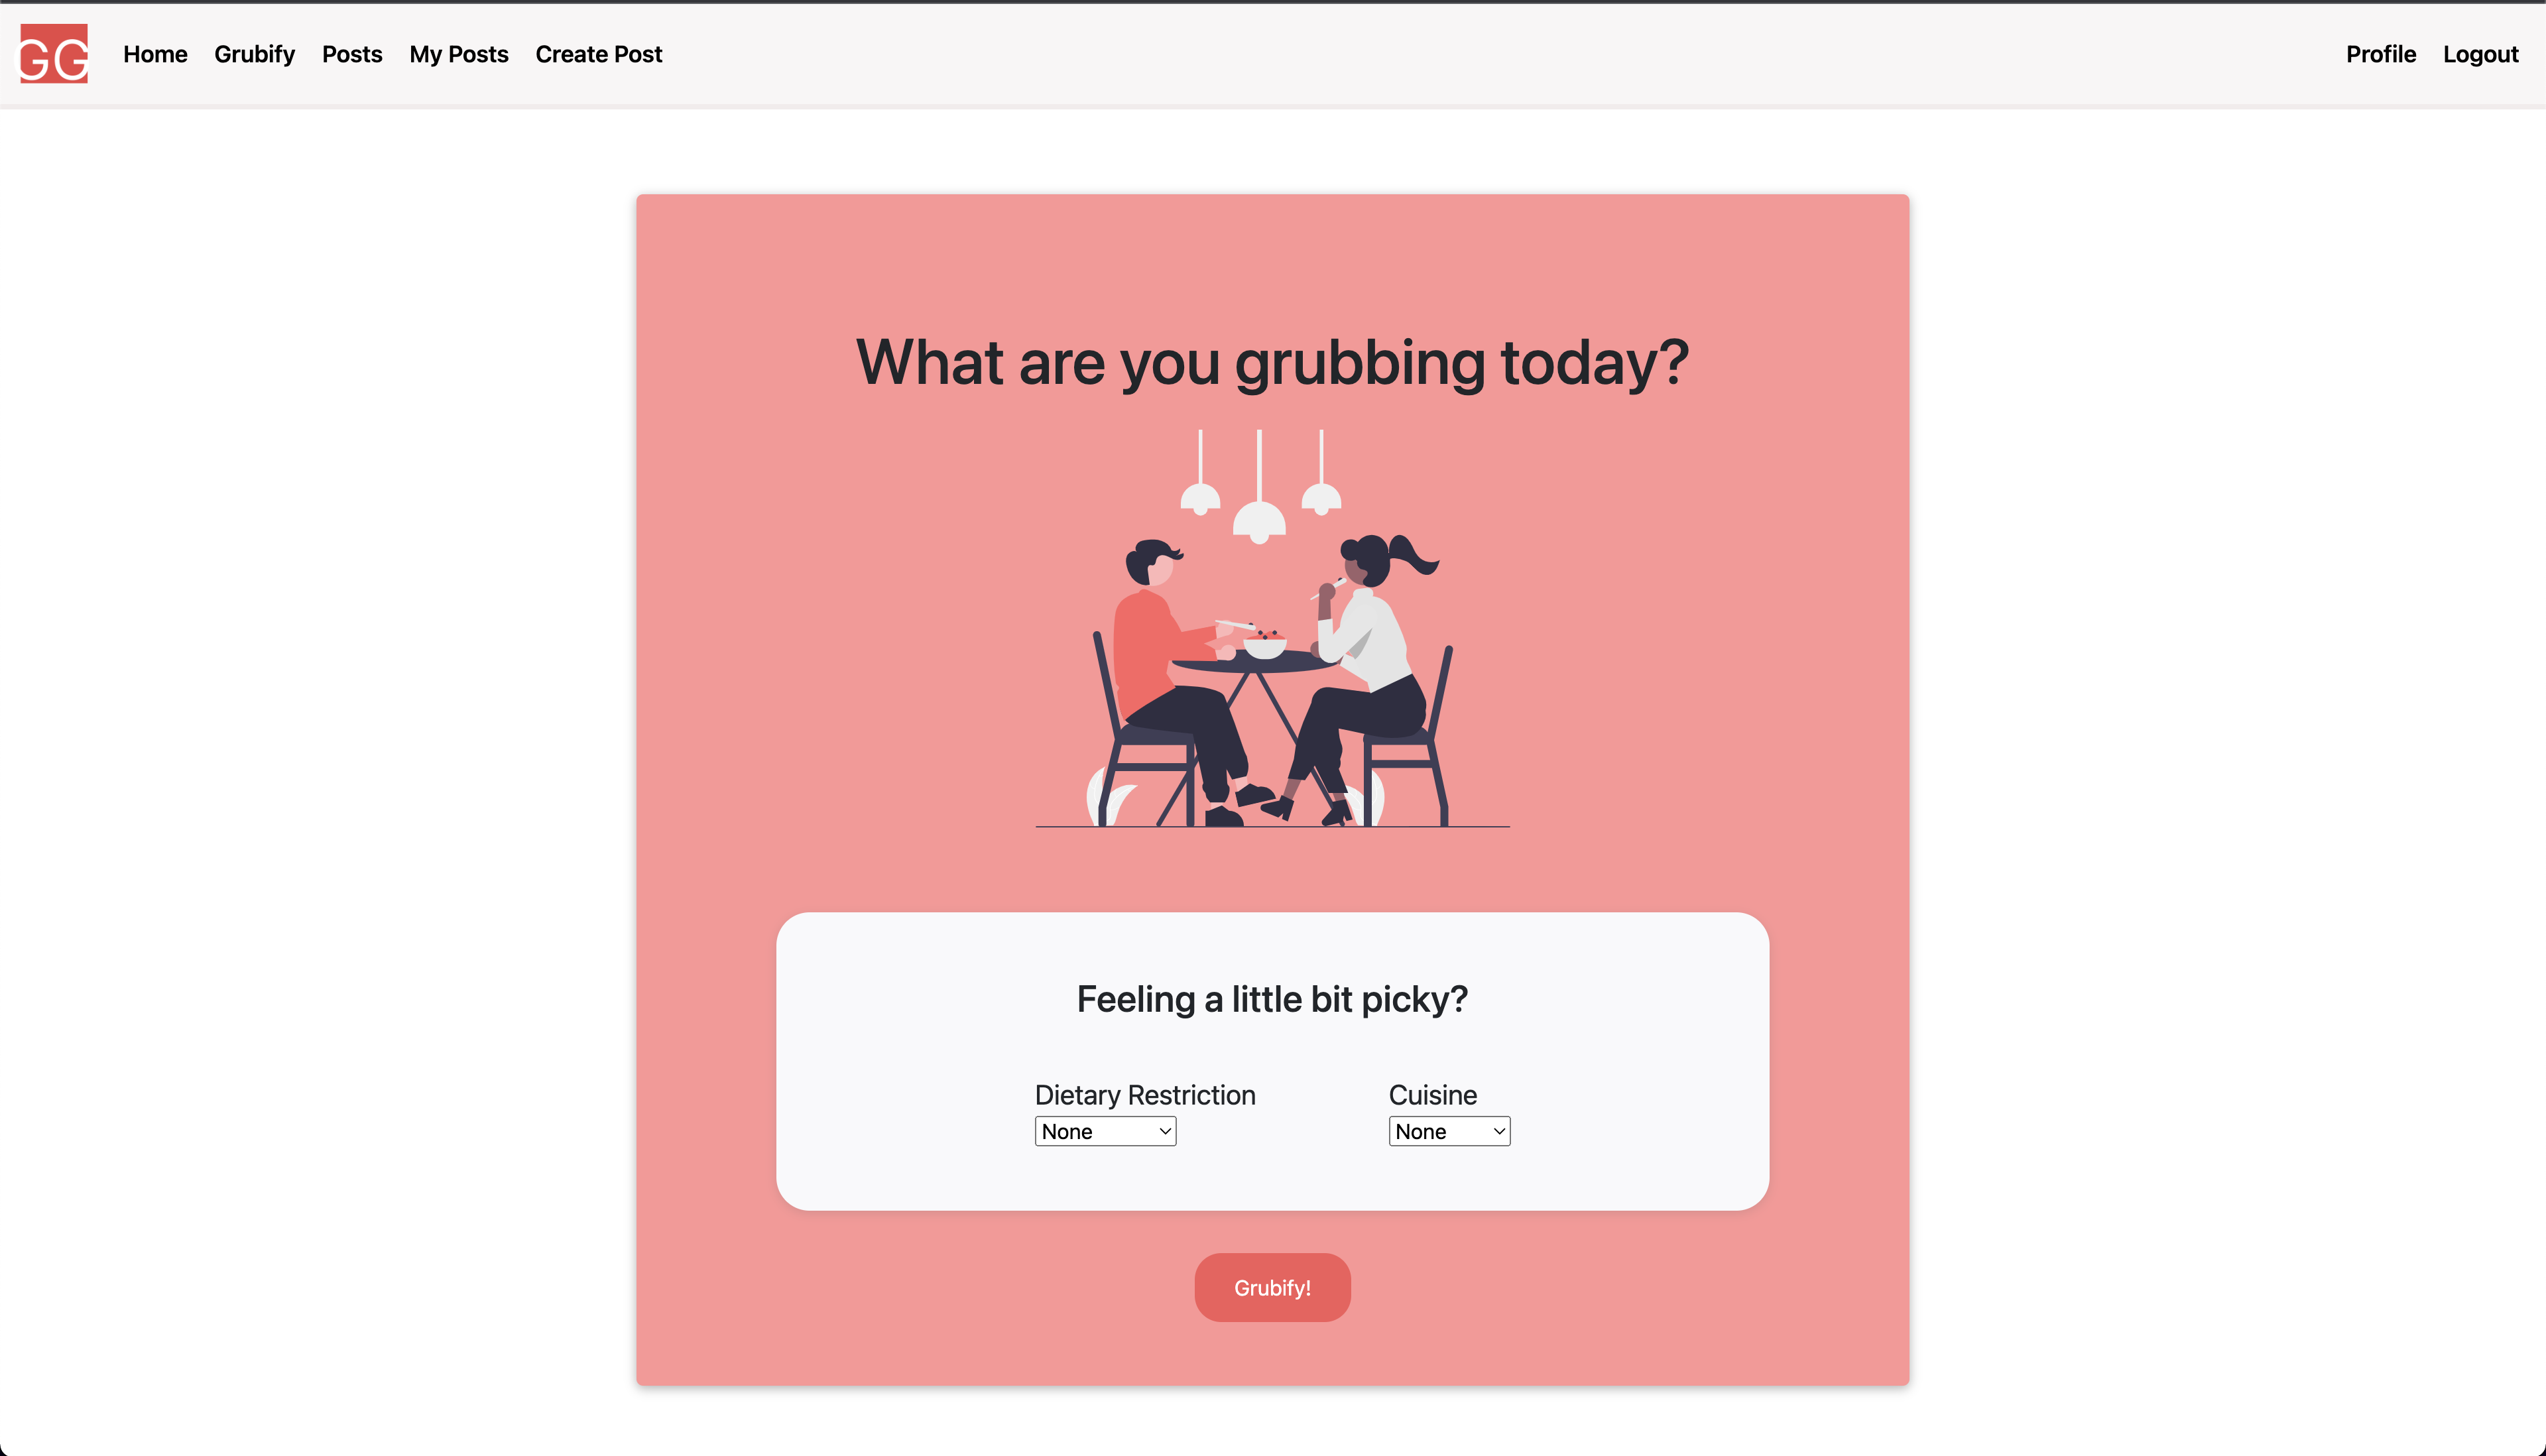 GG Home Grubify Posts My Posts Create Post Profile Logout
What are you grubbing today?
Feeling a little bit picky?
Dietary Restriction Cuisine
None None
Grubify!